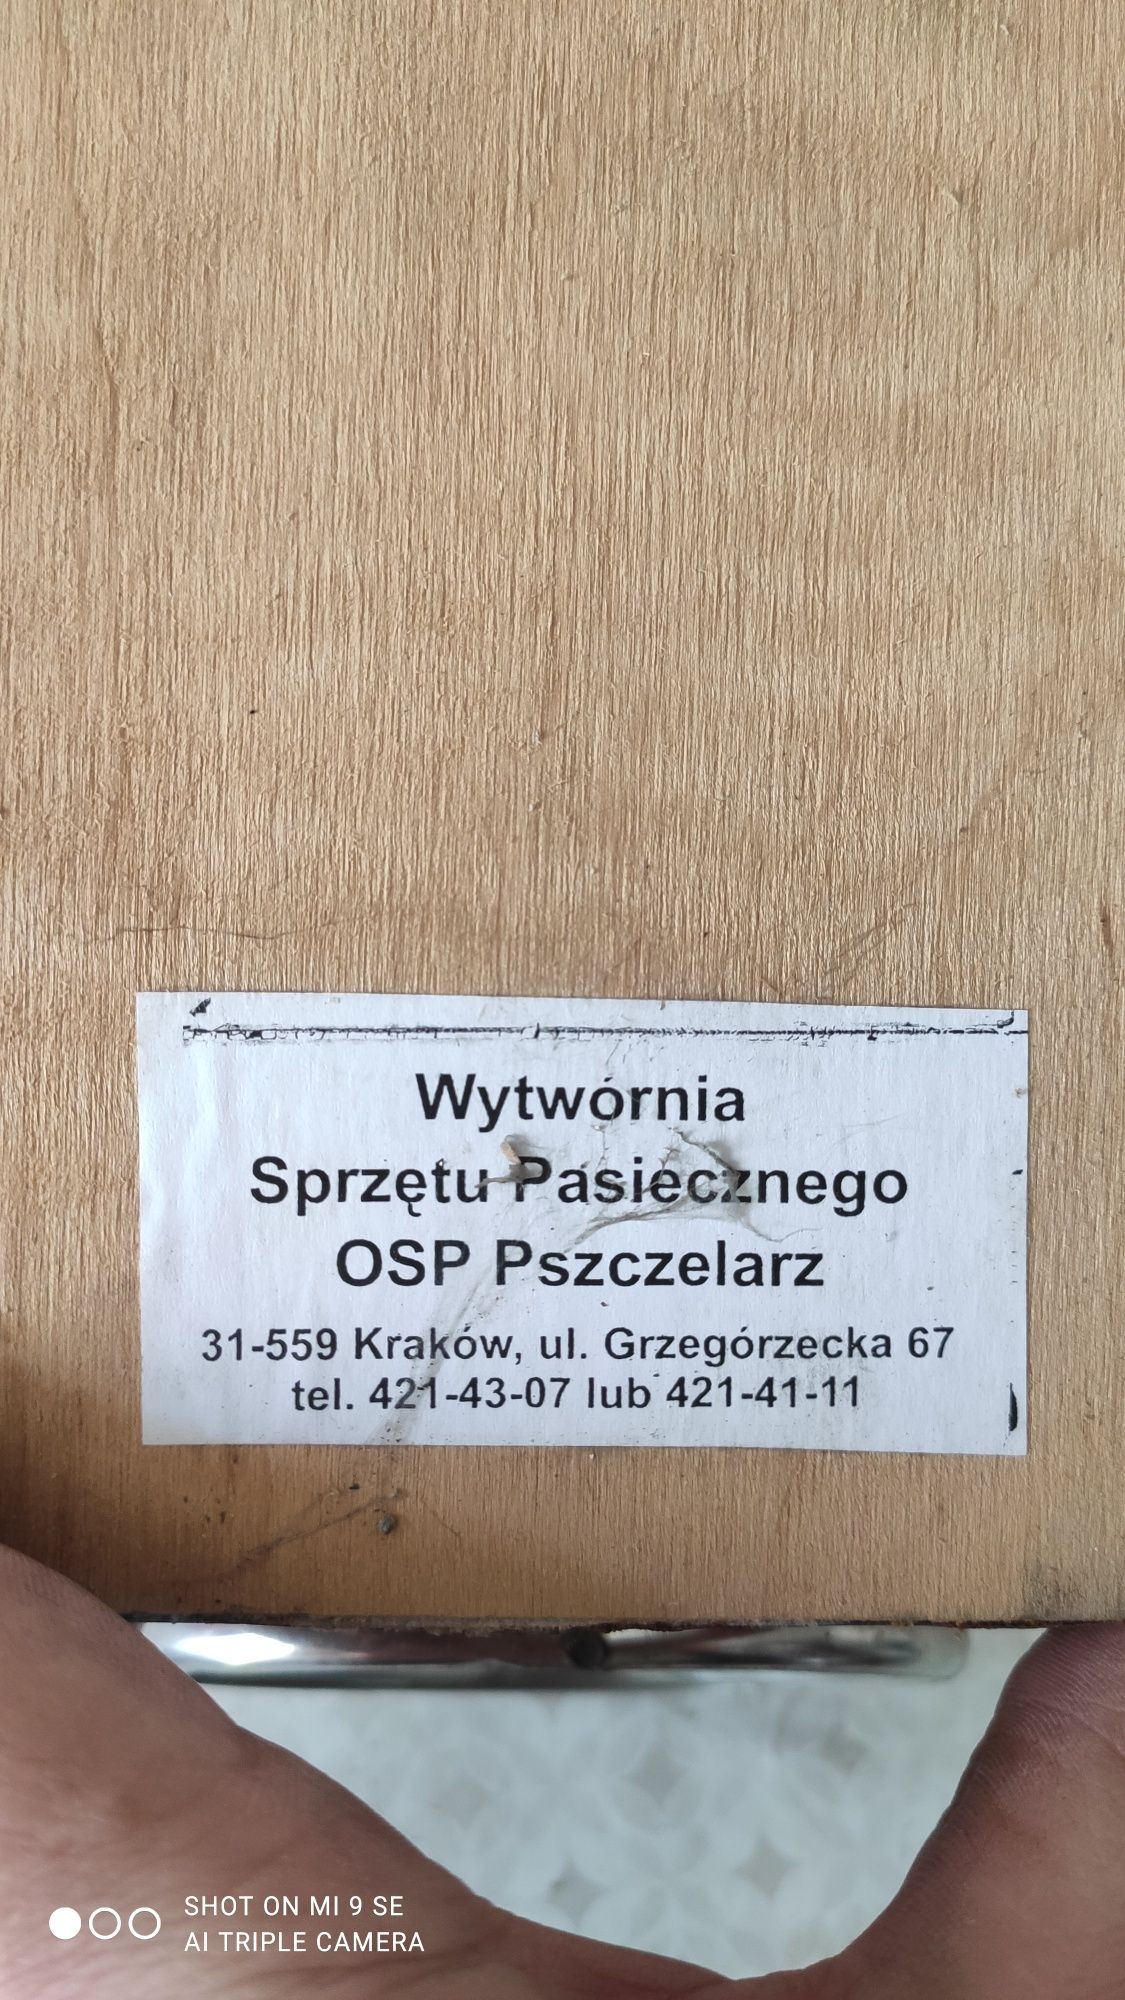 Wytwórnia
Sprzętu Pasiecznego
OSP Pszczelarz
31-559 Kraków, ul. Grzegórzecka 67
tel. 421-43-07 lub 421-41-11
SHOT ON MI 9 SE
AI TRIPLE CAMERA